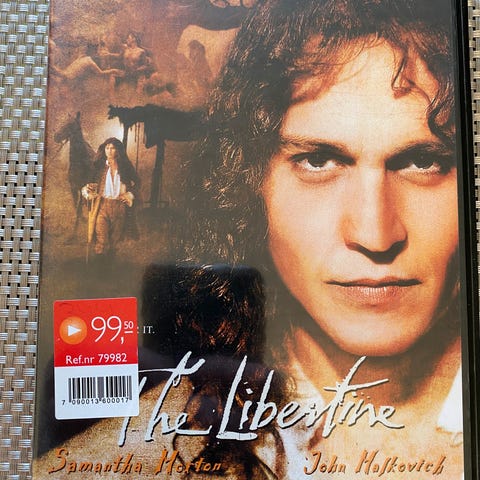 99,50
: IT.
Ref.nr 79982
7 090013 600017
The Libertine
Samantha Morton
John Malkovich